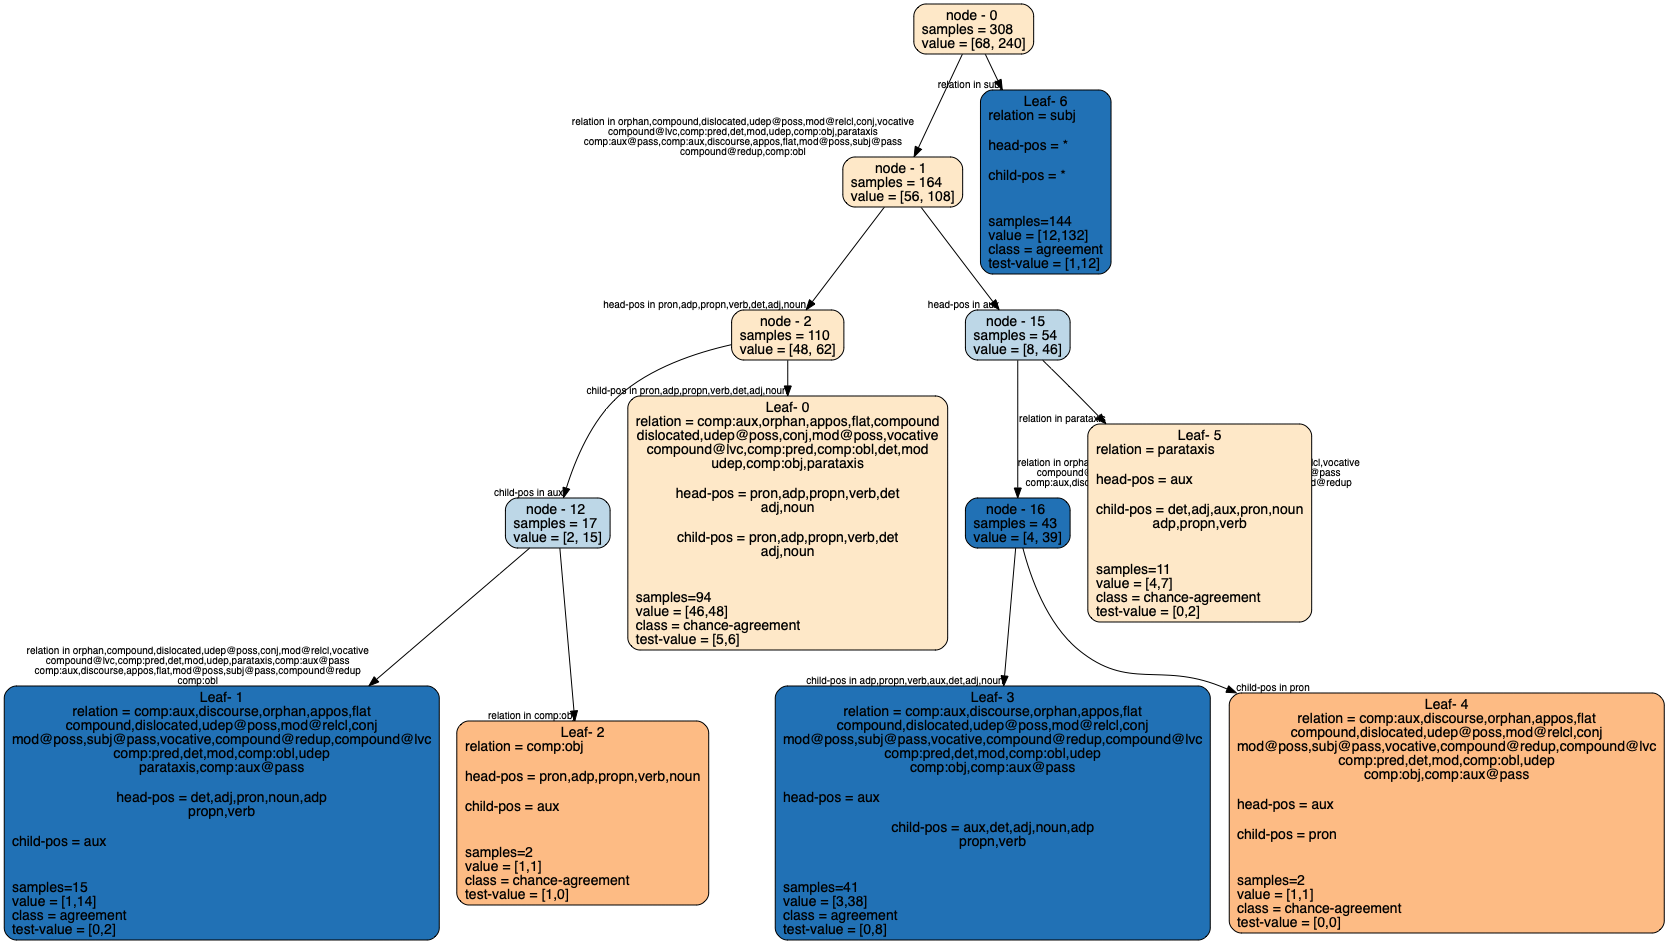 node - 0
samples = 308
value = [68, 240]
relation in subj
relation in orphan,compound,dislocated,udep@poss,mod@relcl,conj,vocative
compound@lvc,comp:pred,det,mod,udep,comp:obj,parataxis
comp:aux@pass,comp:aux,discourse,appos,flat,mod@poss,subj@pass
compound@redup,comp:obl
Leaf- 6
relation = subj
head-pos = *
child-pos = *
samples=144
value = [12,132]
class = agreement
test-value = [1,12]
node - 1
samples = 164
value = [56, 108]
head-pos in pron,adp,propn,verb,det,adj,noun
head-pos in aux
node - 2
samples = 110
value = [48, 62]
node - 15
samples = 54
value = [8, 46]
child-pos in pron,adp,propn,verb,det,adj,noun
Leaf- 0
relation = comp:aux,orphan,appos,flat,compound
dislocated,udep@poss,conj,mod@poss,vocative
compound@lvc,comp:pred,comp:obl,det,mod
udep,comp:obj,parataxis
head-pos = pron,adp,propn,verb,det
adj,noun
child-pos = pron,adp,propn,verb,det
adj,noun
samples=94
value = [46,48]
class = chance-agreement
test-value = [5,6]
relation in parataxis
Leaf- 5
relation = parataxis
head-pos = aux
child-pos = det,adj,aux,pron,noun
adp,propn,verb
samples=11
value = [4,7]
class = chance-agreement
test-value = [0,2]
relation in orpha
compound@
comp:aux,disc
cl,vocative
@pass
d@redup
child-pos in aux
node - 12
samples = 17
value = [2, 15]
node - 16
samples = 43
value = [4, 39]
relation in orphan,compound,dislocated,udep@poss,conj,mod@relcl,vocative
compound@lvc,comp:pred,det,mod,udep,parataxis,comp:aux@pass
comp:aux,discourse,appos,flat,mod@poss,subj@pass,compound@redup
comp:obl
Leaf- 1
relation = comp:aux,discourse,orphan,appos,flat
compound,dislocated,udep@poss,mod@relcl,conj
mod@poss,subj@pass,vocative,compound@redup,compound@lvc
comp:pred,det,mod,comp:obl,udep
parataxis,comp:aux@pass
head-pos = det,adj,pron,noun,adp
propn,verb
child-pos = aux
samples=15
value = [1,14]
class = agreement
test-value = [0,2]
relation in comp:obj
Leaf- 2
relation = comp:obj
head-pos = pron,adp,propn,verb,noun
child-pos = aux
samples=2
value = [1,1]
class = chance-agreement
test-value = [1,0]
child-pos in adp,propn,verb,aux,det,adj,noun
Leaf- 3
relation = comp:aux,discourse,orphan,appos,flat
compound,dislocated,udep@poss,mod@relcl,conj
mod@poss,subj@pass,vocative,compound@redup,compound@lvc
comp:pred,det,mod,comp:obl,udep
comp:obj,comp:aux@pass
head-pos = aux
child-pos = aux,det,adj,noun,adp
propn,verb
samples=41
value = [3,38]
class = agreement
test-value = [0,8]
child-pos in pron
Leaf- 4
relation = comp:aux,discourse,orphan,appos,flat
compound,dislocated,udep@poss,mod@relcl,conj
mod@poss,subj@pass,vocative,compound@redup,compound@lvc
comp:pred,det,mod,comp:obl,udep
comp:obj,comp:aux@pass
head-pos = aux
child-pos = pron
samples=2
value = [1,1]
class = chance-agreement
test-value = [0,0]